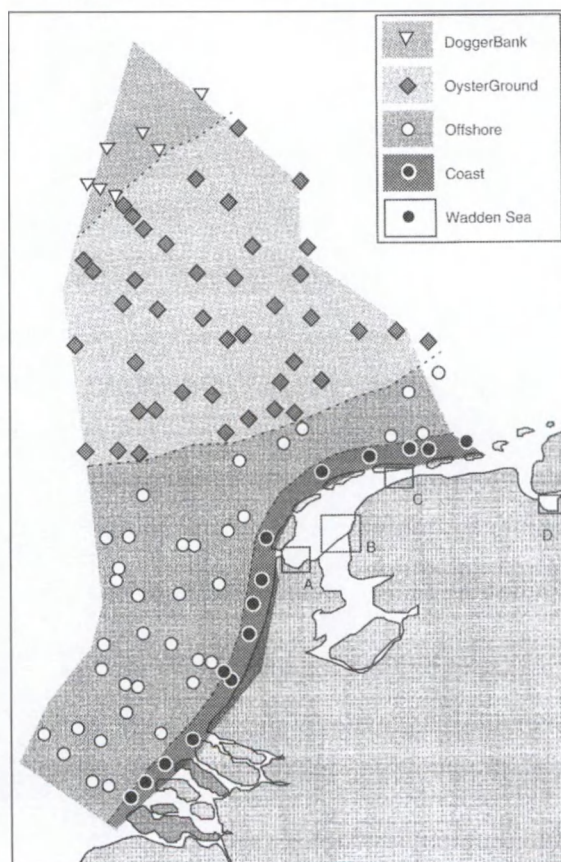 DoggerBank
OysterGround
Offshore
Coast
Wadden Sea
C
D
B
A